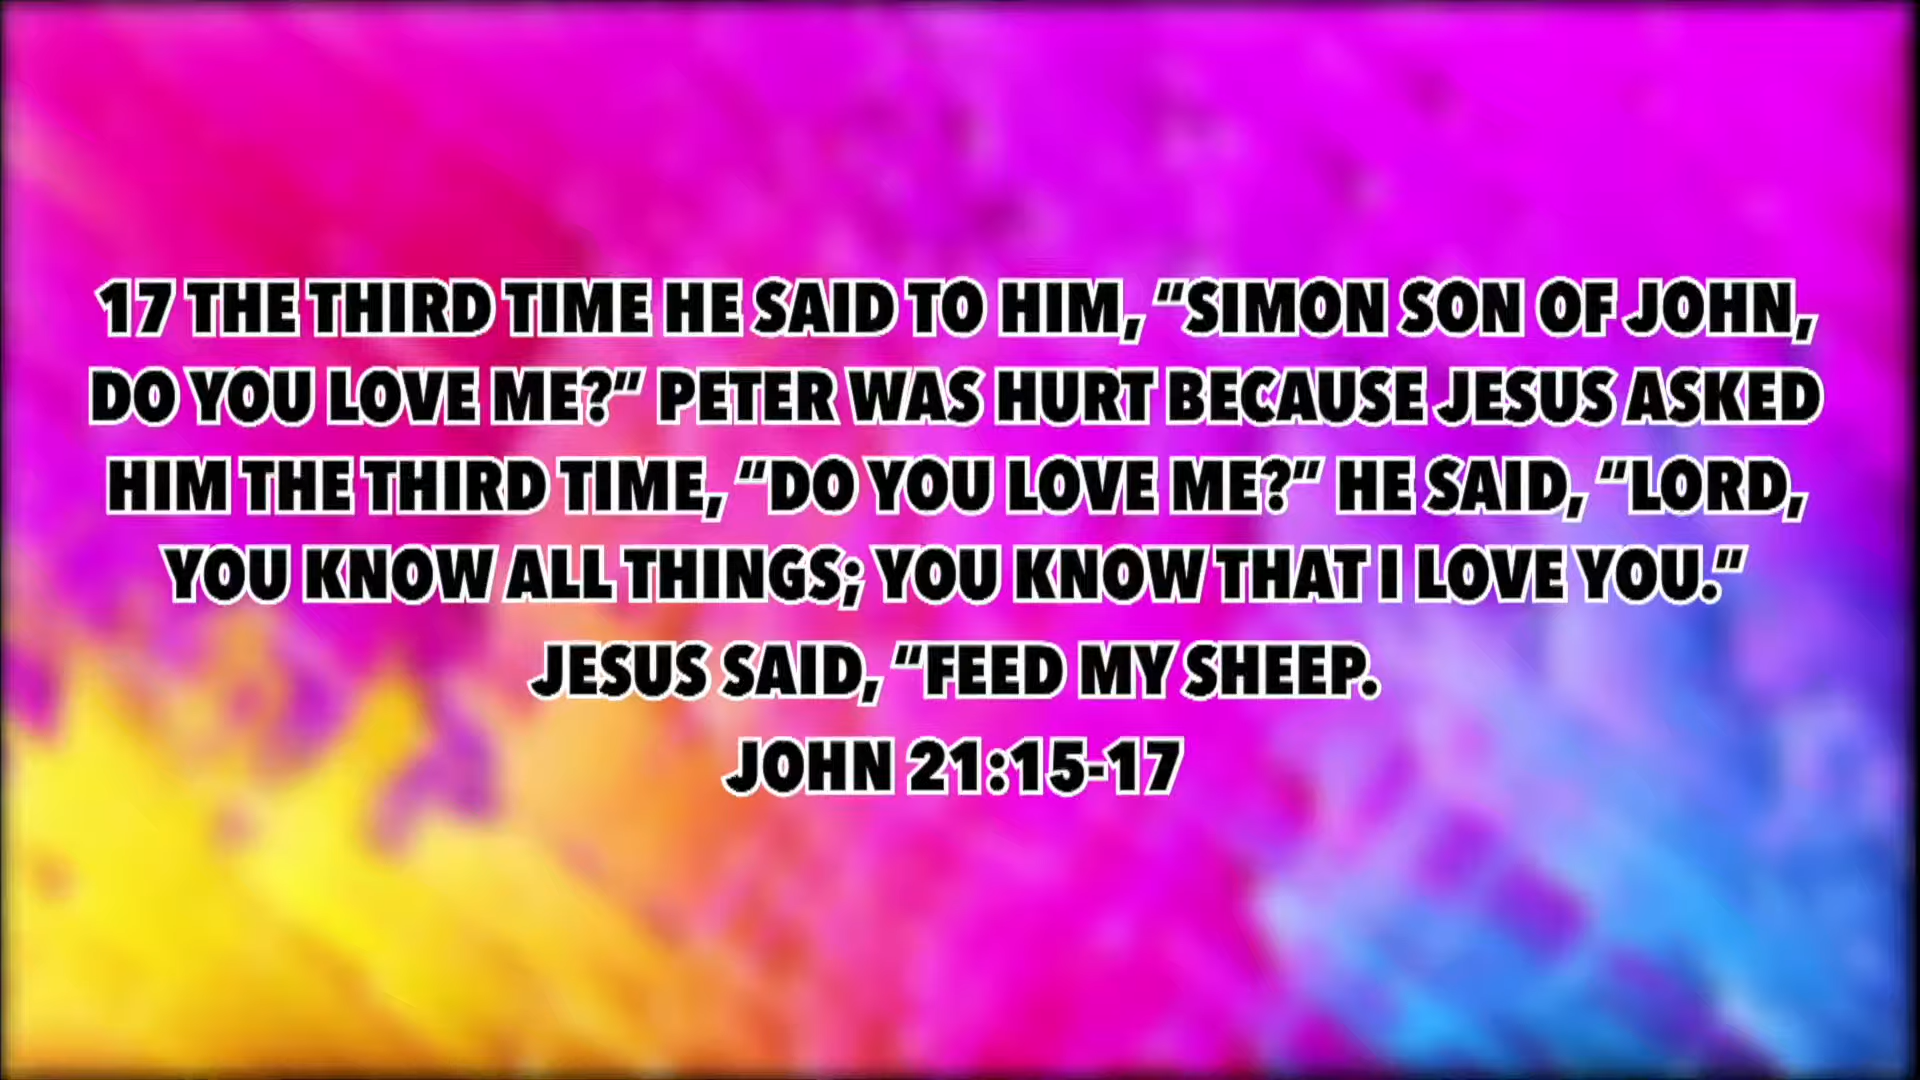 17 THE THIRD TIME HE SAID TO HIM, “SIMON SON OF JOHN,
DO YOU LOVE ME?” PETER WAS HURT BECAUSE JESUS ASKED
HIM THE THIRD TIME, “DO YOU LOVE ME?” HE SAID, “LORD,
YOU KNOW ALL THINGS; YOU KNOW THAT I LOVE YOU.”
JESUS SAID, “FEED MY SHEEP.
JOHN 21:15-17